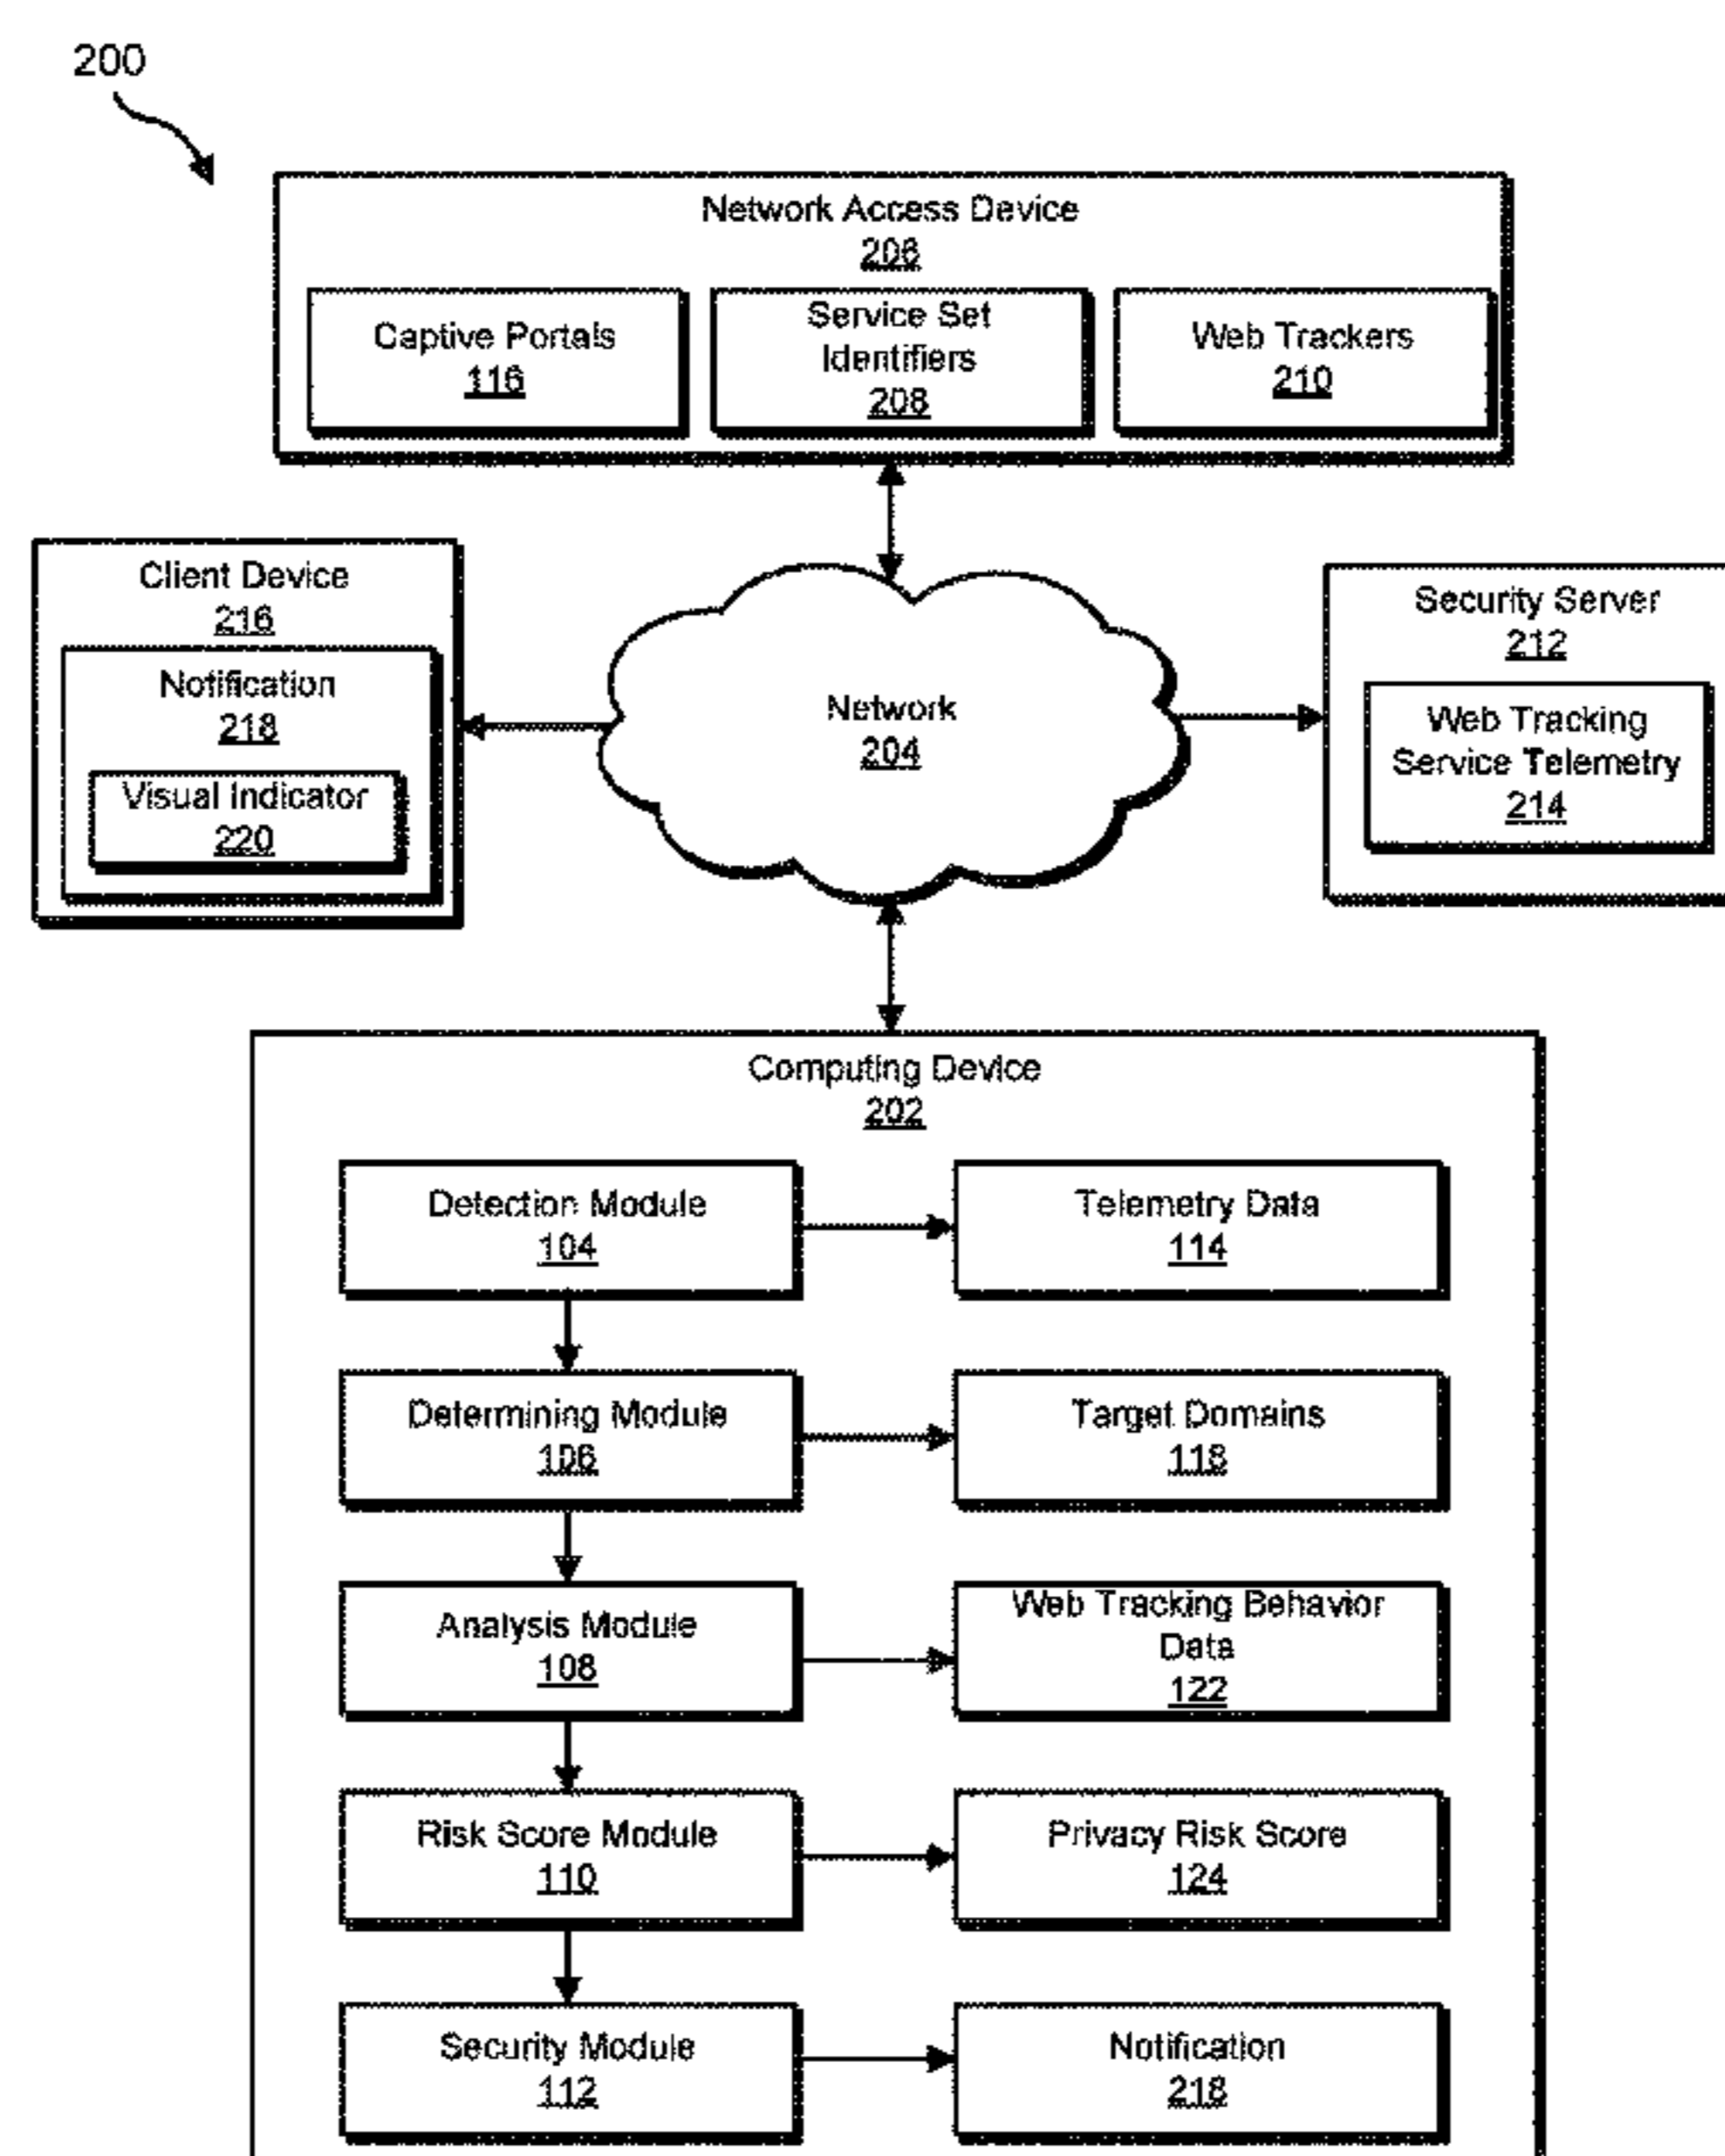 200
Network Access Device
206
Captive Portals
116
Service Set
Identifiers
208
Web Trackers
210
Client Device
216
Notification
218
Visual Indicator
220
Network
204
Security Server
212
Web Tracking
Service Telemetry
214
Computing Device
202
Detection Module
104
Telemetry Data
114
Determining Module
106
Target Domains
118
Analysis Module
108
Web Tracking Behavior
Data
122
Risk Score Module
110
Privacy Risk Score
124
Security Module
112
Notification
218